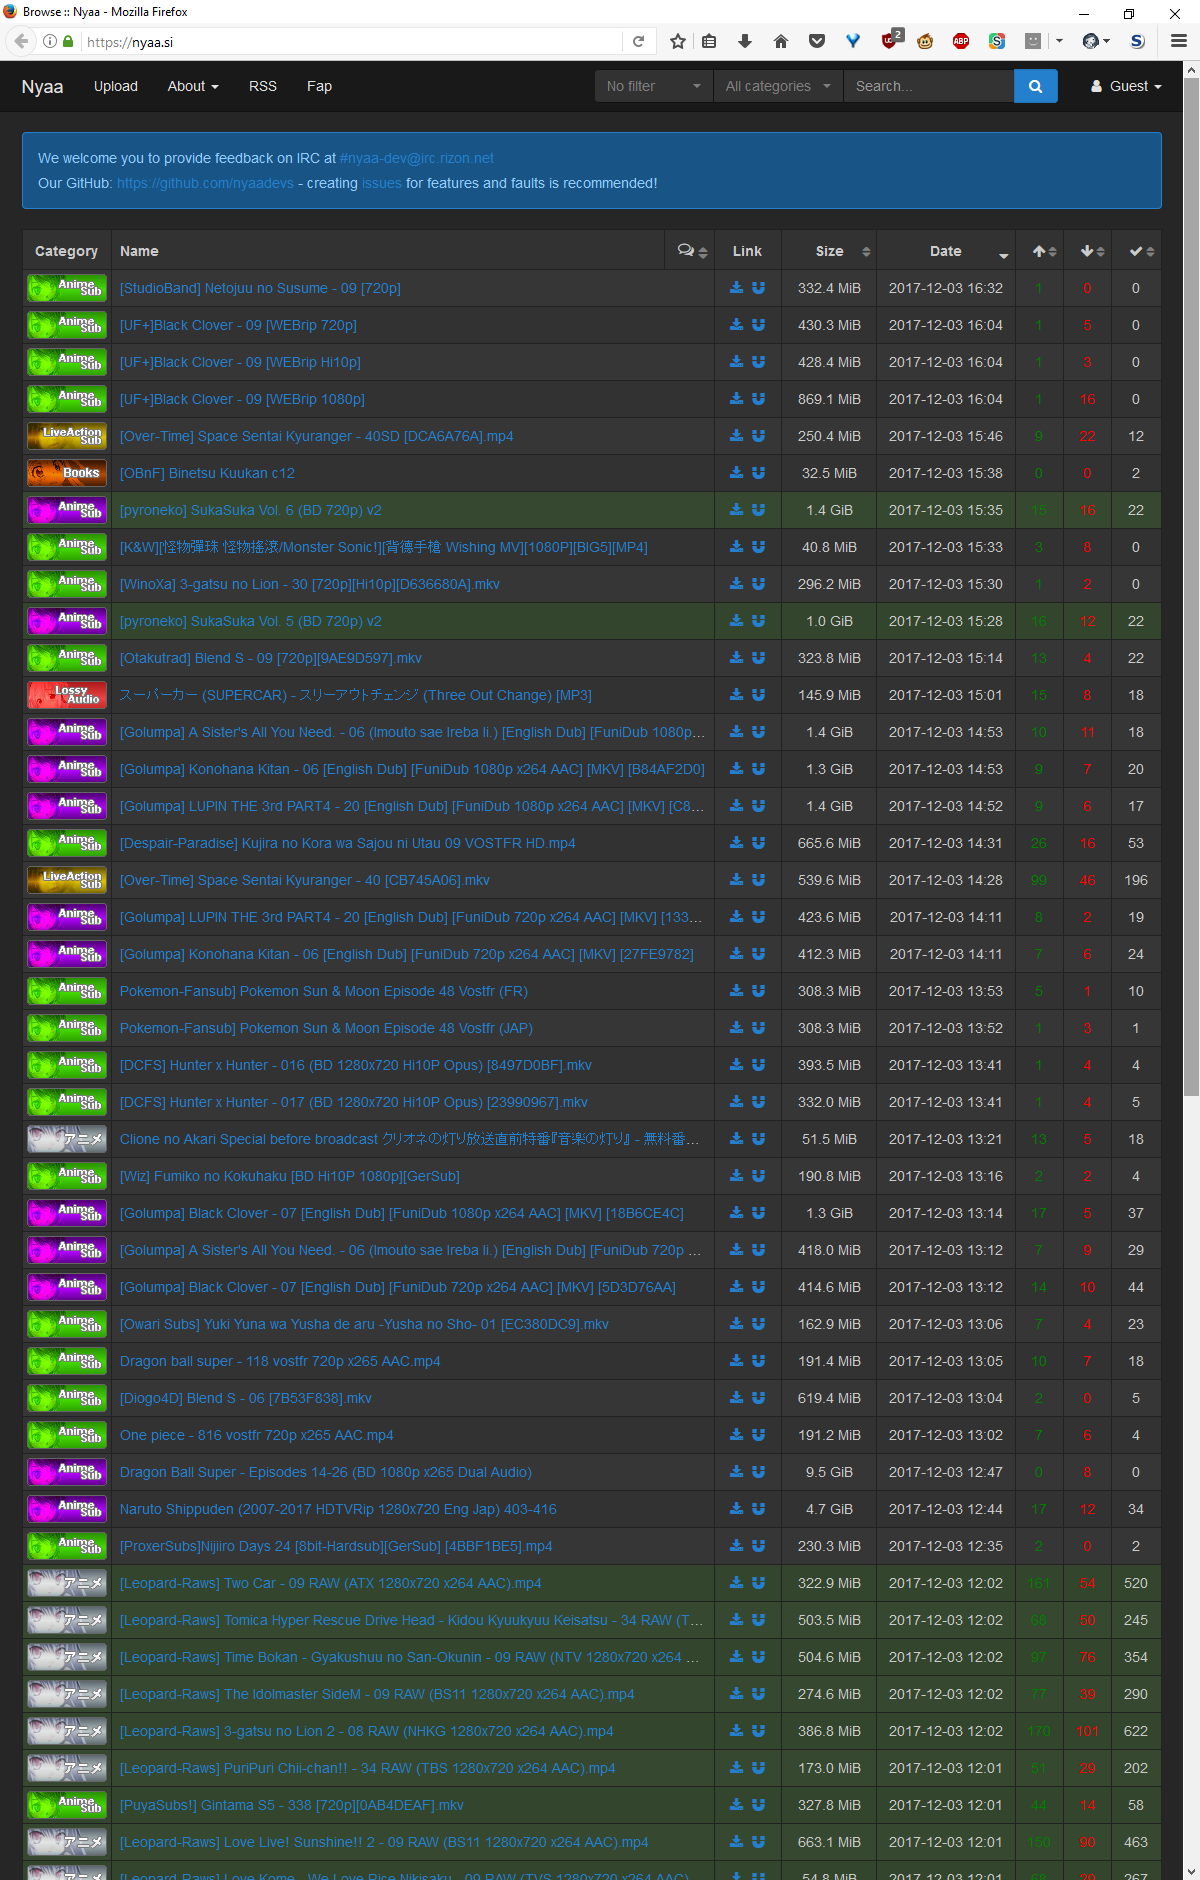 Browse :: Nyaa - Mozilla Firefox
https://nyaa.si
2
ABP
Nyaa Upload About RSS Fap No filter All categories Search... Guest
We welcome you to provide feedback on IRC at #nyaa-dev@irc.rizon.net
Our GitHub: https://github.com/nyaadevs - creating issues for features and faults is recommended!
Category Name Link Size Date
Anime Sub [StudioBand] Netojuu no Susume - 09 [720p] 332.4 MiB 2017-12-03 16:32 1 0 0
Anime Sub [UF+]Black Clover - 09 [WEBrip 720p] 430.3 MiB 2017-12-03 16:04 1 5 0
Anime Sub [UF+]Black Clover - 09 [WEBrip Hi10p] 428.4 MiB 2017-12-03 16:04 1 3 0
Anime Sub [UF+]Black Clover - 09 [WEBrip 1080p] 869.1 MiB 2017-12-03 16:04 1 16 0
LiveAction Sub [Over-Time] Space Sentai Kyuranger - 40SD [DCA6A76A].mp4 250.4 MiB 2017-12-03 15:46 9 22 12
Books [OBnF] Binetsu Kuukan c12 32.5 MiB 2017-12-03 15:38 0 0 2
Anime Sub [pyroneko] SukaSuka Vol. 6 (BD 720p) v2 1.4 GiB 2017-12-03 15:35 15 16 22
Anime Sub [K&W][怪物彈珠 怪物搖滾/Monster Sonic!][背德手槍 Wishing MV][1080P][BIG5][MP4] 40.8 MiB 2017-12-03 15:33 3 8 0
Anime Sub [WinoXa] 3-gatsu no Lion - 30 [720p][Hi10p][D636680A].mkv 296.2 MiB 2017-12-03 15:30 1 2 0
Anime Sub [pyroneko] SukaSuka Vol. 5 (BD 720p) v2 1.0 GiB 2017-12-03 15:28 16 12 22
Anime Sub [Otakutrad] Blend S - 09 [720p][9AE9D597].mkv 323.8 MiB 2017-12-03 15:14 13 4 22
Lossy Audio スーパーカー (SUPERCAR) - スリーアウトチェンジ (Three Out Change) [MP3] 145.9 MiB 2017-12-03 15:01 15 8 18
Anime Sub [Golumpa] A Sister's All You Need. - 06 (Imouto sae Ireba Ii.) [English Dub] [FuniDub 1080p... 1.4 GiB 2017-12-03 14:53 10 11 18
Anime Sub [Golumpa] Konohana Kitan - 06 [English Dub] [FuniDub 1080p x264 AAC] [MKV] [B84AF2D0] 1.3 GiB 2017-12-03 14:53 9 7 20
Anime Sub [Golumpa] LUPIN THE 3rd PART4 - 20 [English Dub] [FuniDub 1080p x264 AAC] [MKV] [C8... 1.4 GiB 2017-12-03 14:52 9 6 17
Anime Sub [Despair-Paradise] Kujira no Kora wa Sajou ni Utau 09 VOSTFR HD.mp4 665.6 MiB 2017-12-03 14:31 26 16 53
LiveAction Sub [Over-Time] Space Sentai Kyuranger - 40 [CB745A06].mkv 539.6 MiB 2017-12-03 14:28 99 46 196
Anime Sub [Golumpa] LUPIN THE 3rd PART4 - 20 [English Dub] [FuniDub 720p x264 AAC] [MKV] [133... 423.6 MiB 2017-12-03 14:11 8 2 19
Anime Sub [Golumpa] Konohana Kitan - 06 [English Dub] [FuniDub 720p x264 AAC] [MKV] [27FE9782] 412.3 MiB 2017-12-03 14:11 7 6 24
Anime Sub Pokemon-Fansub] Pokemon Sun & Moon Episode 48 Vostfr (FR) 308.3 MiB 2017-12-03 13:53 5 1 10
Anime Sub Pokemon-Fansub] Pokemon Sun & Moon Episode 48 Vostfr (JAP) 308.3 MiB 2017-12-03 13:52 1 3 1
Anime Sub [DCFS] Hunter x Hunter - 016 (BD 1280x720 Hi10P Opus) [8497D0BF].mkv 393.5 MiB 2017-12-03 13:41 1 4 4
Anime Sub [DCFS] Hunter x Hunter - 017 (BD 1280x720 Hi10P Opus) [23990967].mkv 332.0 MiB 2017-12-03 13:41 1 4 5
アニメ Clione no Akari Special before broadcast クリオネの灯り放送直前特番『音楽の灯り』 - 無料番... 51.5 MiB 2017-12-03 13:21 13 5 18
Anime Sub [Wiz] Fumiko no Kokuhaku [BD Hi10P 1080p][GerSub] 190.8 MiB 2017-12-03 13:16 2 2 4
Anime Sub [Golumpa] Black Clover - 07 [English Dub] [FuniDub 1080p x264 AAC] [MKV] [18B6CE4C] 1.3 GiB 2017-12-03 13:14 17 5 37
Anime Sub [Golumpa] A Sister's All You Need. - 06 (Imouto sae Ireba Ii.) [English Dub] [FuniDub 720p ... 418.0 MiB 2017-12-03 13:12 7 9 29
Anime Sub [Golumpa] Black Clover - 07 [English Dub] [FuniDub 720p x264 AAC] [MKV] [5D3D76AA] 414.6 MiB 2017-12-03 13:12 14 10 44
Anime Sub [Owari Subs] Yuki Yuna wa Yusha de aru -Yusha no Sho- 01 [EC380DC9].mkv 162.9 MiB 2017-12-03 13:06 7 4 23
Anime Sub Dragon ball super - 118 vostfr 720p x265 AAC.mp4 191.4 MiB 2017-12-03 13:05 10 7 18
Anime Sub [Diogo4D] Blend S - 06 [7B53F838].mkv 619.4 MiB 2017-12-03 13:04 2 0 5
Anime Sub One piece - 816 vostfr 720p x265 AAC.mp4 191.2 MiB 2017-12-03 13:02 7 6 4
Anime Sub Dragon Ball Super - Episodes 14-26 (BD 1080p x265 Dual Audio) 9.5 GiB 2017-12-03 12:47 0 8 0
Anime Sub Naruto Shippuden (2007-2017 HDTVRip 1280x720 Eng Jap) 403-416 4.7 GiB 2017-12-03 12:44 17 12 34
Anime Sub [ProxerSubs]Nijiiro Days 24 [8bit-Hardsub][GerSub] [4BBF1BE5].mp4 230.3 MiB 2017-12-03 12:35 2 0 2
アニメ [Leopard-Raws] Two Car - 09 RAW (ATX 1280x720 x264 AAC).mp4 322.9 MiB 2017-12-03 12:02 161 54 520
アニメ [Leopard-Raws] Tomica Hyper Rescue Drive Head - Kidou Kyuukyuu Keisatsu - 34 RAW (T... 503.5 MiB 2017-12-03 12:02 68 50 245
アニメ [Leopard-Raws] Time Bokan - Gyakushuu no San-Okunin - 09 RAW (NTV 1280x720 x264 ... 504.6 MiB 2017-12-03 12:02 97 76 354
アニメ [Leopard-Raws] The Idolmaster SideM - 09 RAW (BS11 1280x720 x264 AAC).mp4 274.6 MiB 2017-12-03 12:02 77 39 290
アニメ [Leopard-Raws] 3-gatsu no Lion 2 - 08 RAW (NHKG 1280x720 x264 AAC).mp4 386.8 MiB 2017-12-03 12:02 170 101 622
アニメ [Leopard-Raws] PuriPuri Chii-chan!! - 34 RAW (TBS 1280x720 x264 AAC).mp4 173.0 MiB 2017-12-03 12:01 51 29 202
Anime Sub [PuyaSubs!] Gintama S5 - 338 [720p][0AB4DEAF].mkv 327.8 MiB 2017-12-03 12:01 44 14 58
アニメ [Leopard-Raws] Love Live! Sunshine!! 2 - 09 RAW (BS11 1280x720 x264 AAC).mp4 663.1 MiB 2017-12-03 12:01 150 90 463
アニメ [Leopard-Raws] Love Kome - We Love Rice Nikisaku - 09 RAW (TVS 1280x720 x264 AAC) 54.8 MiB 2017-12-03 12:01 267